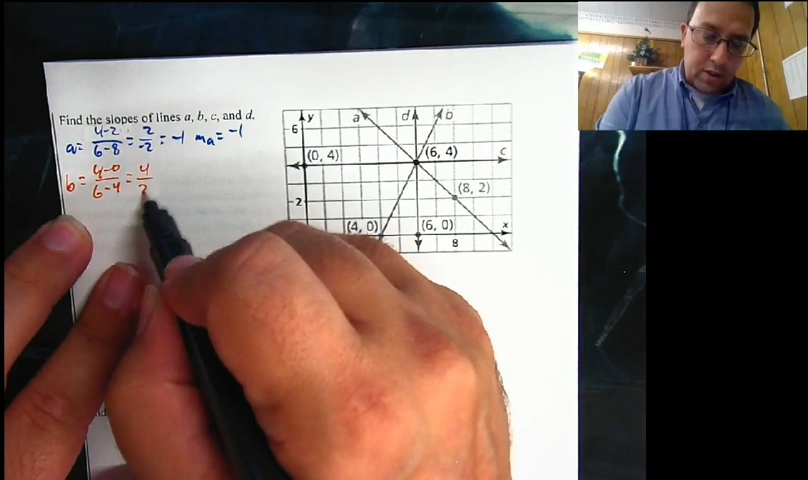 Find the slopes of lines a, b, c, and d.
a = 4-2/6-8 = 2/-2 = -1 ma = -1
b = 4-0/6-4 = 4/2
y
a
d
b
6
(0, 4)
(6, 4)
c
(8, 2)
2
(4, 0)
(6, 0)
x
8